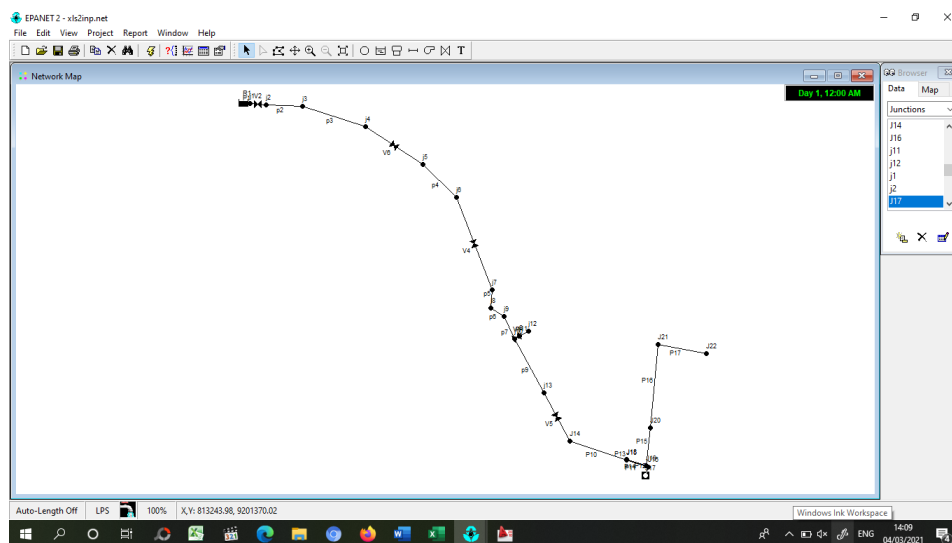 EPANET 2 - xls2inp.net
File Edit View Project Report Window Help
T
Network Map
Day 1, 12:00 AM
Browser
Data Map
Junctions
J14
J16
j11
j12
j1
j2
J17
V2
j2
p2
j3
p3
j4
V6
j5
p4
j6
V4
j7
p5
p6
j9
p7
j12
p9
j13
V5
J14
P10
P13
J20
P15
P16
J21
P17
J22
Auto-Length Off LPS 100% X,Y: 813243.98, 9201370.02
Windows Ink Workspace
ENG
14:09
04/03/2021